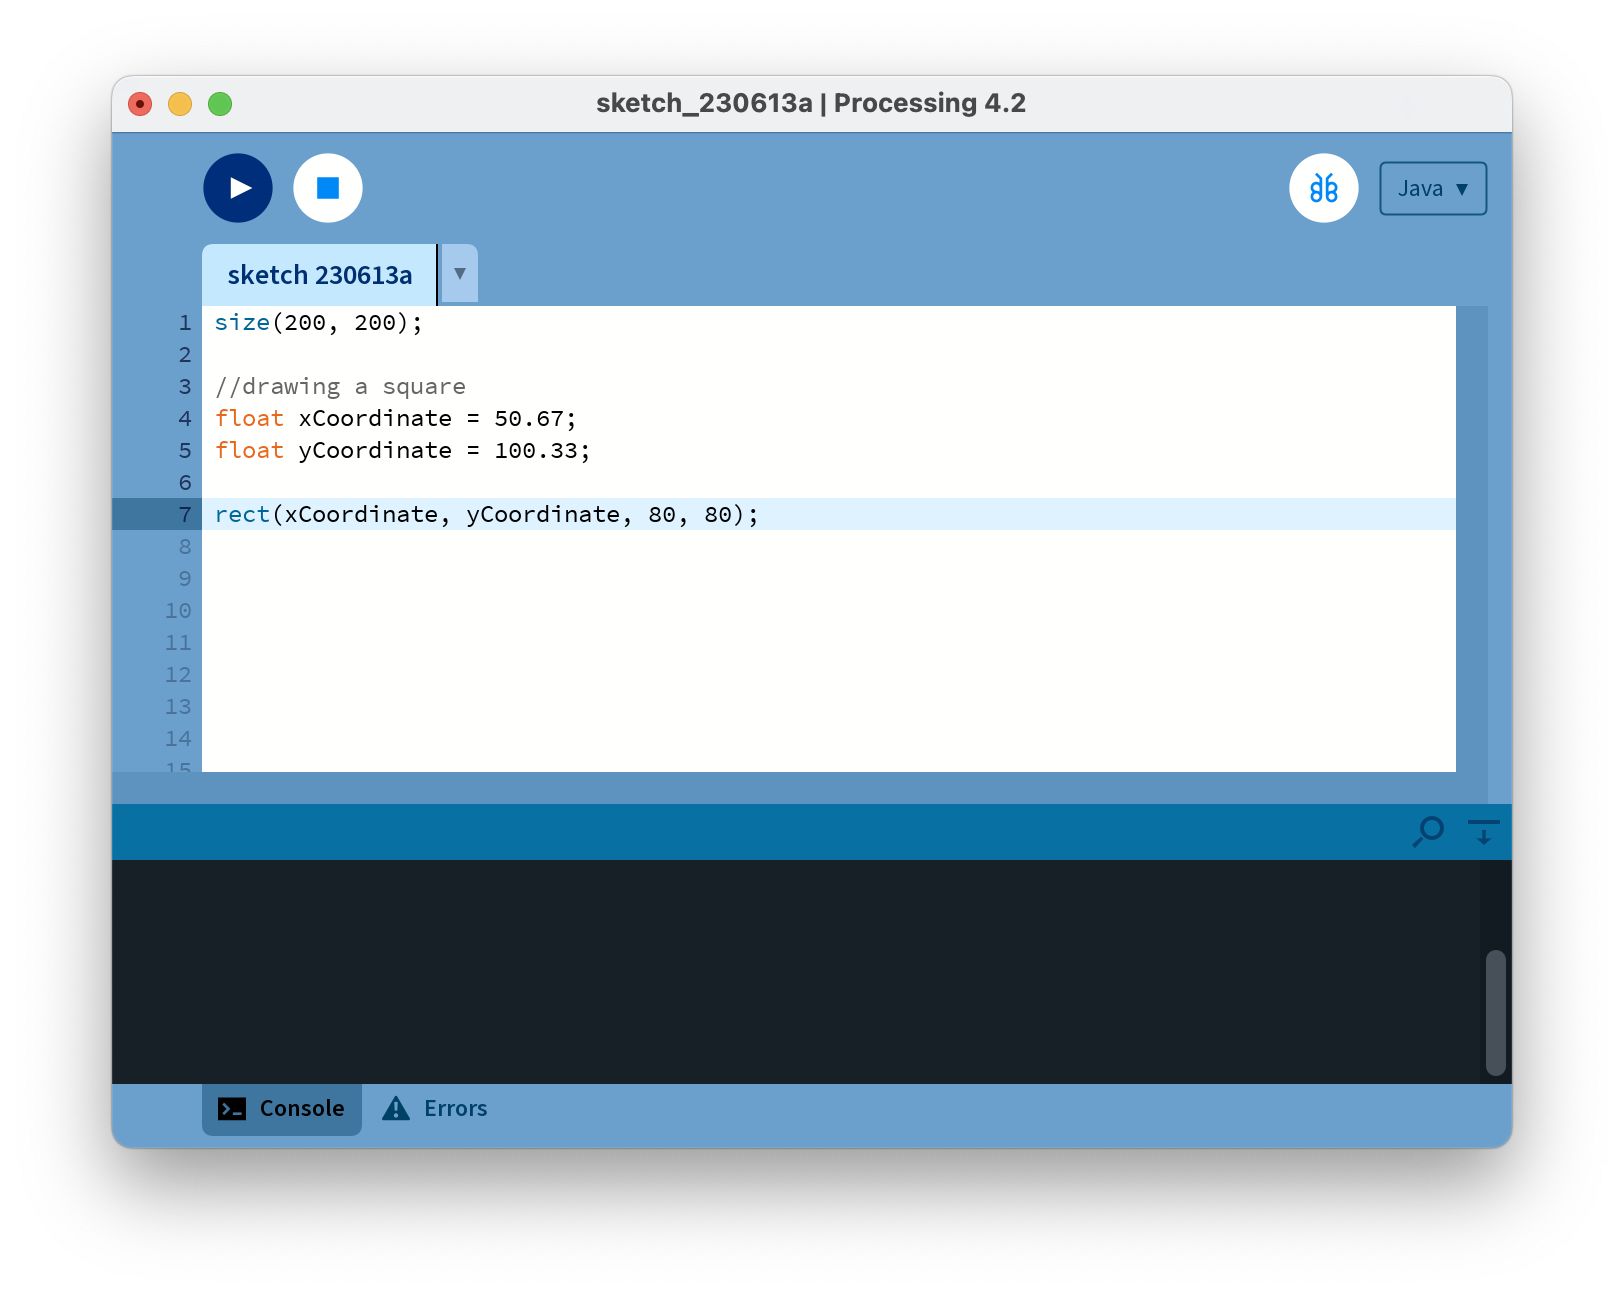 sketch_230613a | Processing 4.2
Java ▼
sketch 230613a ▼
1 size(200, 200);
2
3 //drawing a square
4 float xCoordinate = 50.67;
5 float yCoordinate = 100.33;
6
7 rect(xCoordinate, yCoordinate, 80, 80);
8
9
10
11
12
13
14
15
Console
Errors